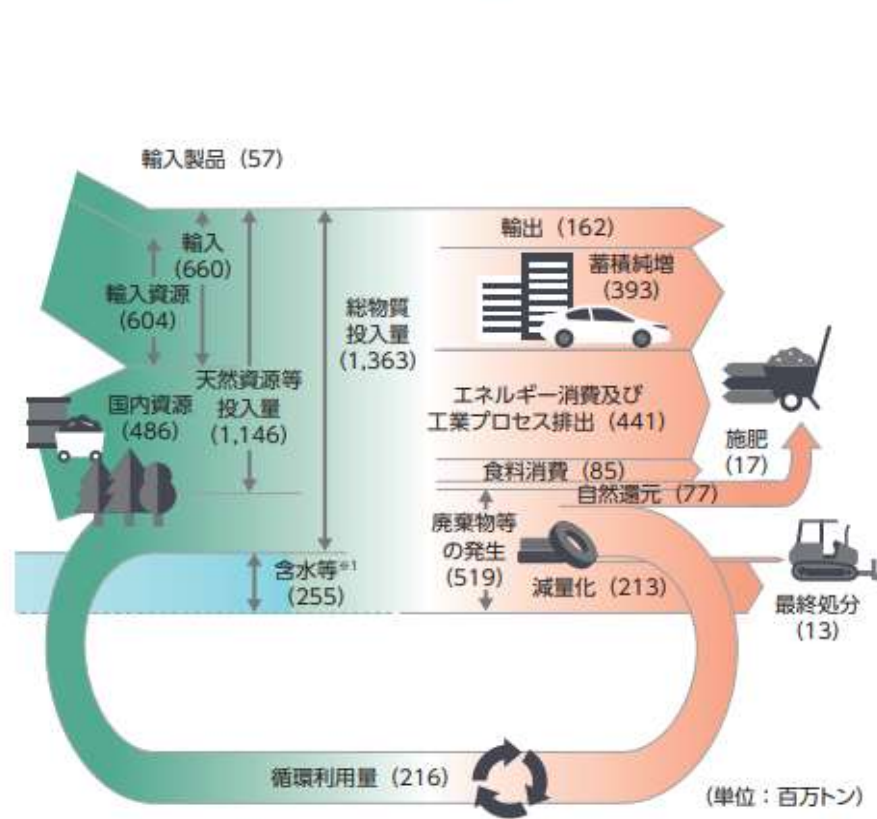 輸入製品（57）
輸入
（660）
輸入資源
（604）
国内資源
（486）
天然資源等
投入量
（1,146）
総物質
投入量
（1,363）
含水等※1
（255）
輸出（162）
蓄積純増
（393）
エネルギー消費及び
工業プロセス排出（441）
食料消費（85）
自然還元（77）
施肥
（17）
廃棄物等
の発生
（519）
減量化（213）
最終処分
（13）
循環利用量（216）
（単位：百万トン）